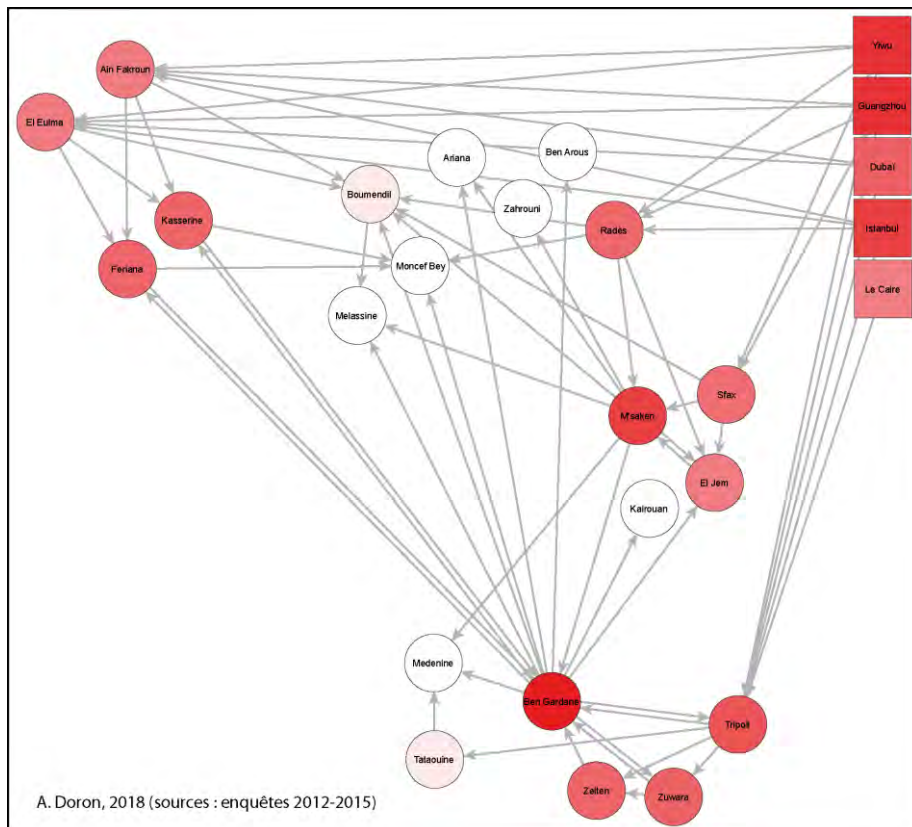 Yiwu
Ain Fakroun
Guangzhou
El Eulma
Ariana
Ben Arous
Dubaï
Boumendil
Zahrouni
Kasserine
Radès
Istanbul
Moncef Bey
Feriana
Le Caire
Melassine
Sfax
M'saken
El Jem
Kairouan
Medenine
Ben Gardane
Tripoli
Tataouine
Zelten
Zuwara
A. Doron, 2018 (sources : enquêtes 2012-2015)